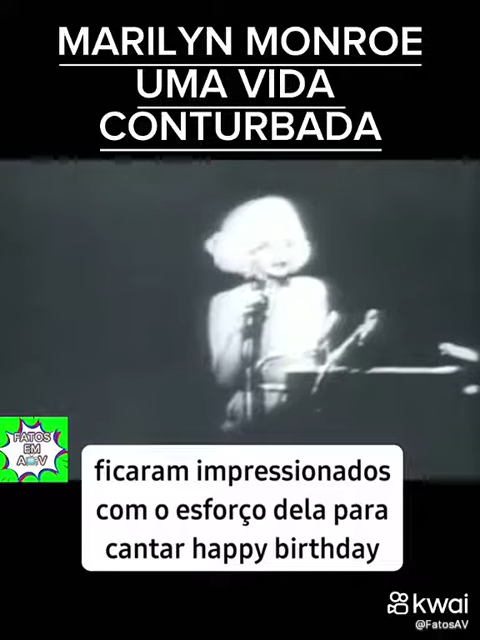 MARILYN MONROE
UMA VIDA
CONTURBADA
FATOS
EM
ficaram impressionados
com o esforço dela para
cantar happy birthday
kwai
@FatosAV